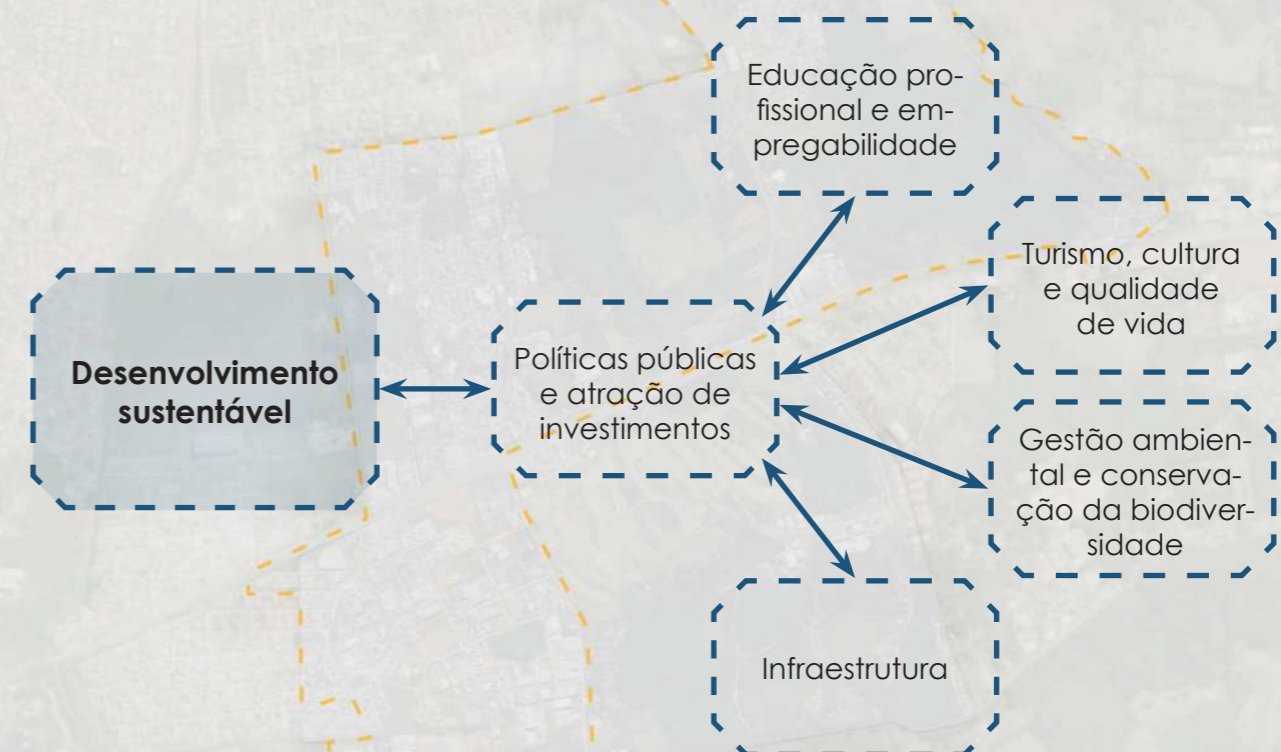 Educação pro-
fissional e em-
pregabilidade
Turismo, cultura
e qualidade
de vida
Desenvolvimento
sustentável
Políticas públicas
e atração de
investimentos
Gestão ambien-
tal e conserva-
ção da biodiver-
sidade
Infraestrutura